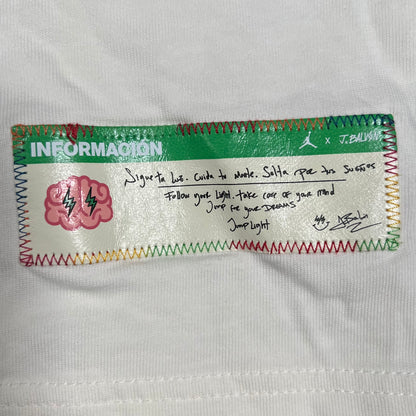 INFORMACIÓN
x J. BALVIN
Sigue tu Luz. Cuida tu mente. Salta por tus Sueños
Follow your Light. take care of your mind
Jump for your Dreams
Jump Light